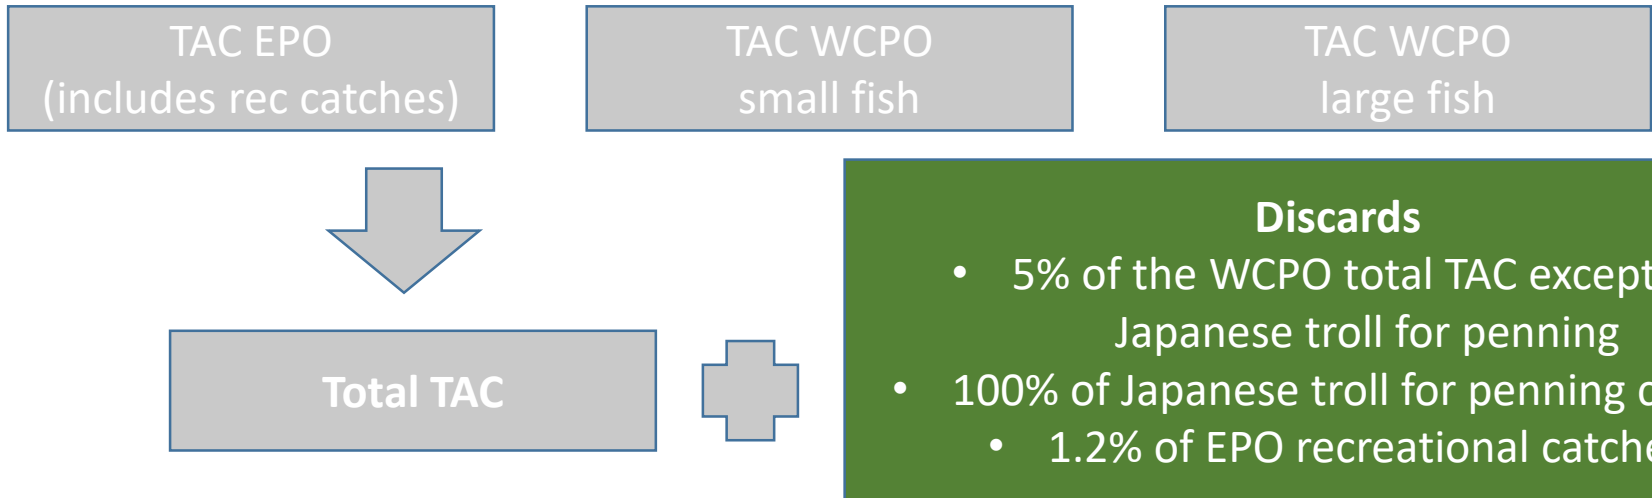 TAC EPO
(includes rec catches)
TAC WCPO
small fish
TAC WCPO
large fish
Discards
• 5% of the WCPO total TAC except
Japanese troll for penning
• 100% of Japanese troll for penning
• 1.2% of EPO recreational
Total TAC